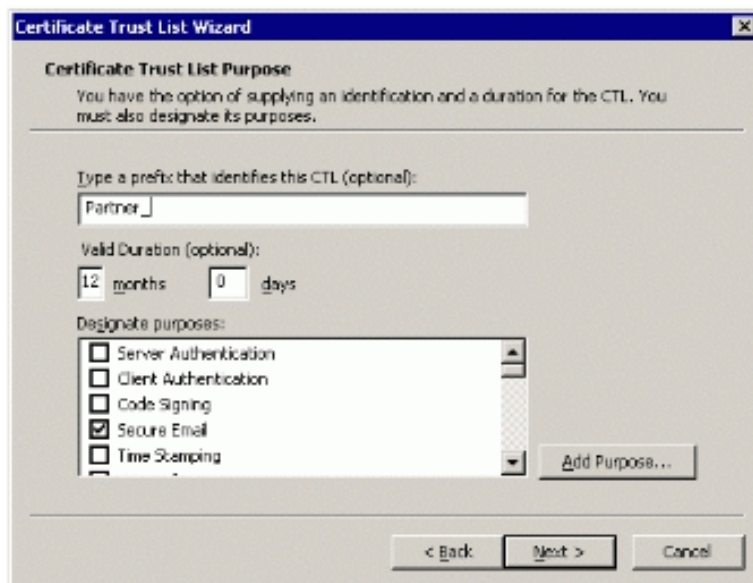 Certificate Trust List Wizard
Certificate Trust List Purpose
You have the option of supplying an identification and a duration for the CTL. You
must also designate its purposes.
Type a prefix that identifies this CTL (optional):
Partner_
Valid Duration (optional):
12 months 0 days
Designate purposes:
Server Authentication
Client Authentication
Code Signing
Secure Email
Time Stamping
Add Purpose...
< Back Next > Cancel